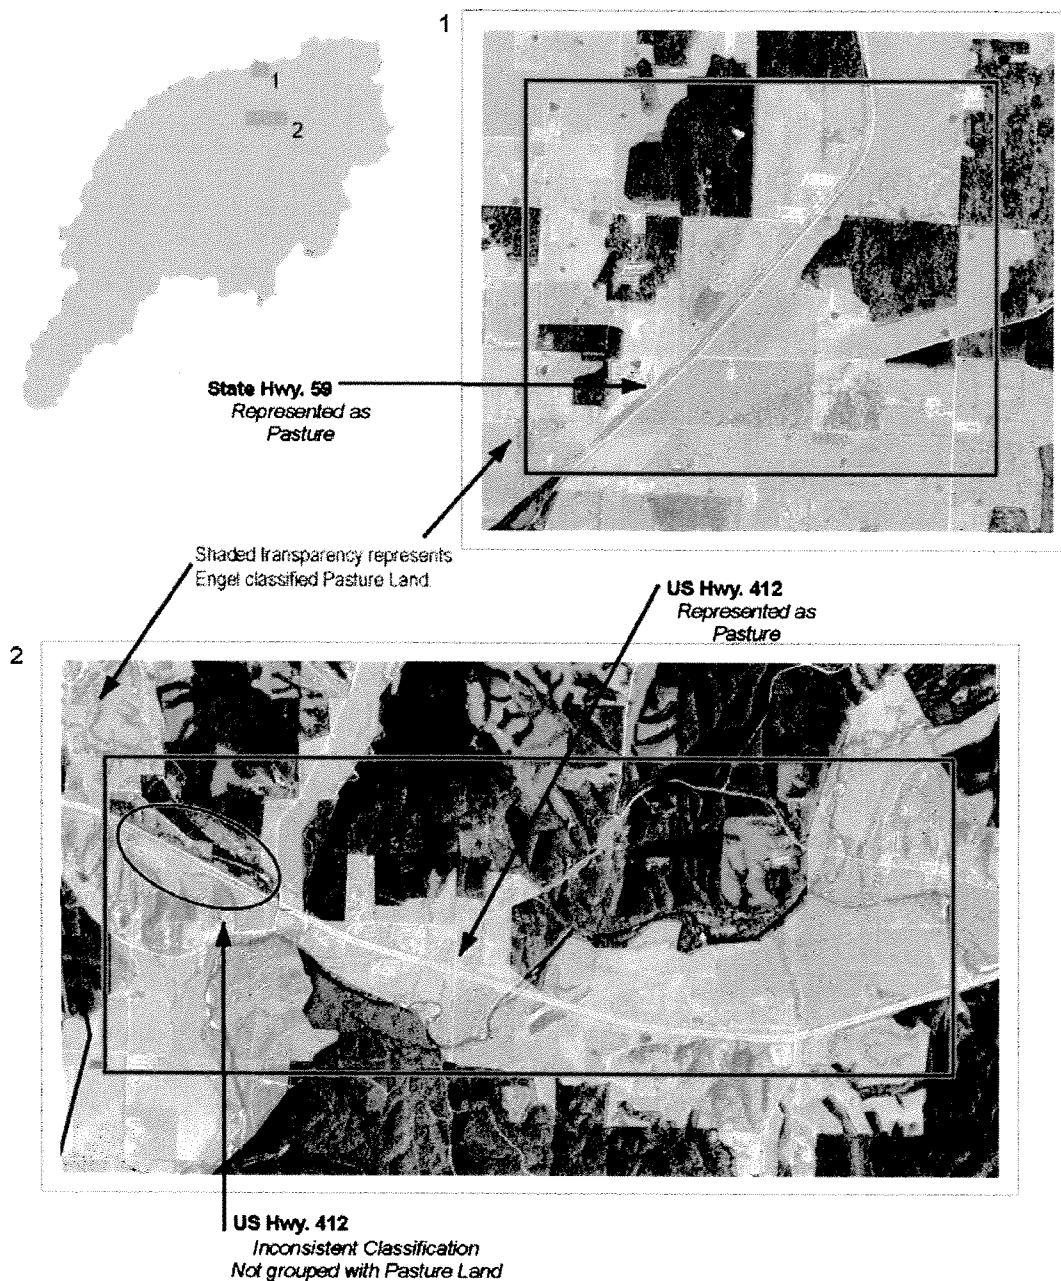 1
1
2
State Hwy. 59
Represented as
Pasture
Shaded transparency represents
Engel classified Pasture Land
US Hwy. 412
Represented as
Pasture
2
US Hwy. 412
Inconsistent Classification
Not grouped with Pasture Land